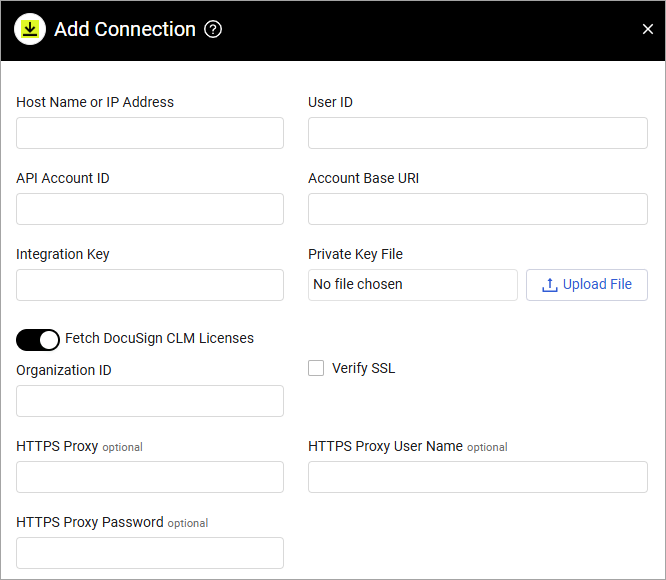 Add Connection ?
Host Name or IP Address
User ID
API Account ID
Account Base URI
Integration Key
Private Key File
No file chosen
Upload File
Fetch DocuSign CLM Licenses
Organization ID
Verify SSL
HTTPS Proxy optional
HTTPS Proxy User Name optional
HTTPS Proxy Password optional